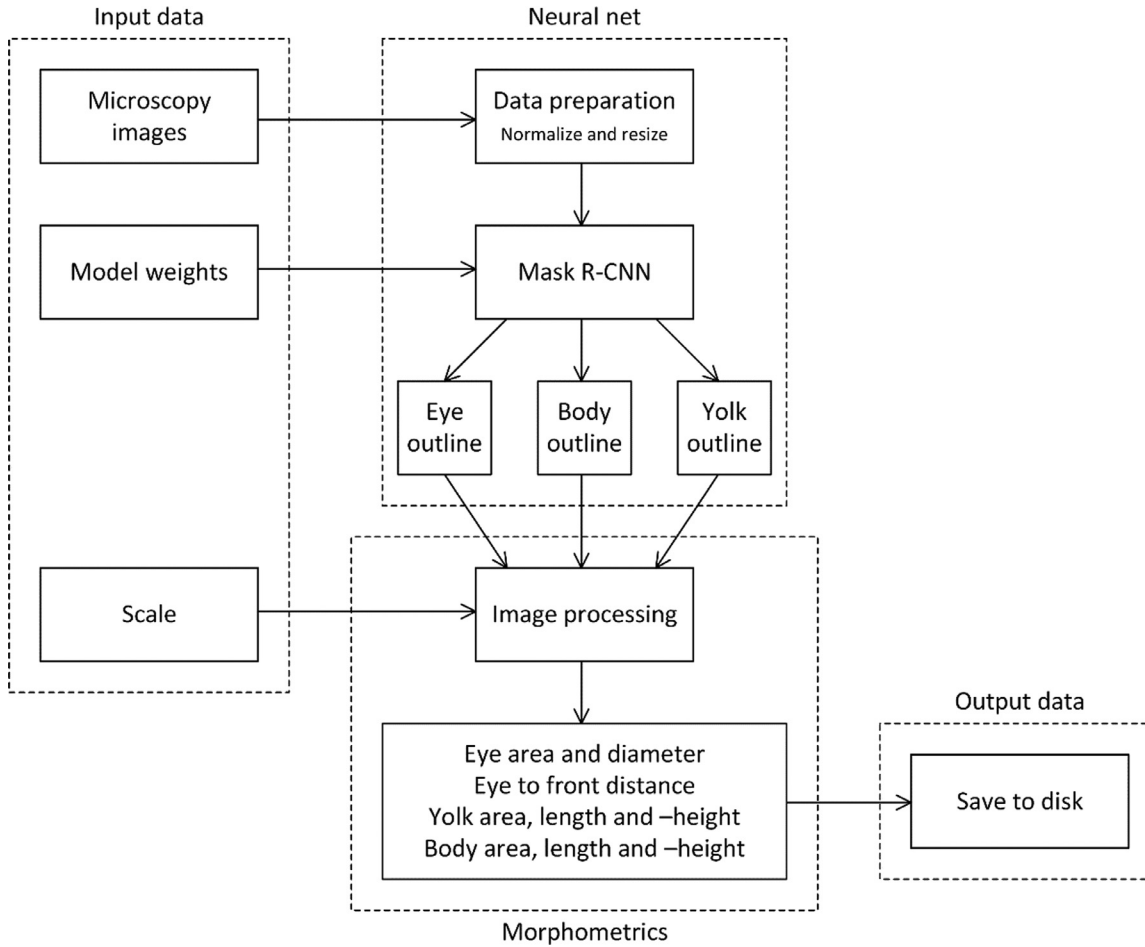 Input data
Neural net
Microscopy
images
Data preparation
Normalize and resize
Model weights
Mask R-CNN
Eye
outline
Body
outline
Yolk
outline
Scale
Image processing
Output data
Eye area and diameter
Eye to front distance
Yolk area, length and –height
Body area, length and –height
Save to disk
Morphometrics